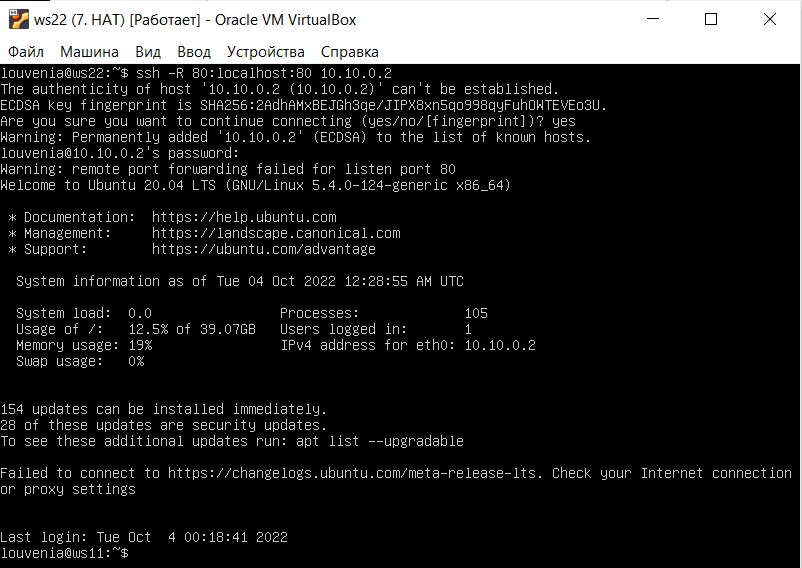 ws22 (7. НАТ) [Работает] - Oracle VM VirtualBox
Файл Машина Вид Ввод Устройства Справка
louvenia@ws22:~$ ssh -R 80:localhost:80 10.10.0.2
The authenticity of host '10.10.0.2 (10.10.0.2)' can't be established.
ECDSA key fingerprint is SHA256:2AdhAMxBEJGh3qe/JIPX8xn5qo998qyFuhOWTEVEo3U.
Are you sure you want to continue connecting (yes/no/[fingerprint])? yes
Warning: Permanently added '10.10.0.2' (ECDSA) to the list of known hosts.
louvenia@10.10.0.2's password:
Warning: remote port forwarding failed for listen port 80
Welcome to Ubuntu 20.04 LTS (GNU/Linux 5.4.0-124-generic x86_64)
* Documentation: https://help.ubuntu.com
* Management: https://landscape.canonical.com
* Support: https://ubuntu.com/advantage
System information as of Tue 04 Oct 2022 12:28:55 AM UTC
System load: 0.0 Processes: 105
Usage of /: 12.5% of 39.07GB Users logged in: 1
Memory usage: 19% IPv4 address for eth0: 10.10.0.2
Swap usage: 0%
154 updates can be installed immediately.
28 of these updates are security updates.
To see these additional updates run: apt list --upgradable
Failed to connect to https://changelogs.ubuntu.com/meta-release-lts. Check your Internet connection
or proxy settings
Last login: Tue Oct  4 00:18:41 2022
louvenia@ws11:~$